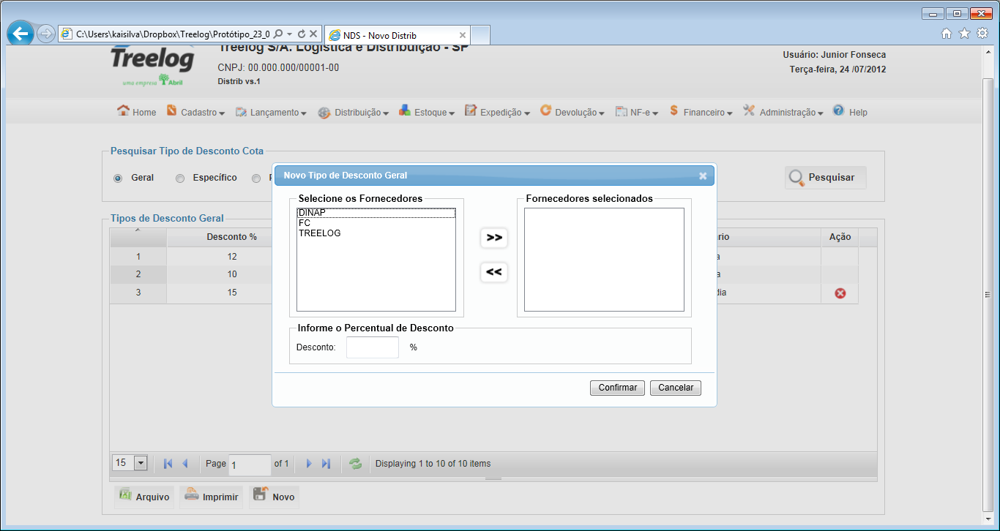 C:\Users\kaisilva\Dropbox\Treelog\Protótipo_23_0
NDS - Novo Distrib
Treelog
uma empresa Abril
Treelog S/A. Logística e Distribuição - SP
CNPJ: 00.000.000/00001-00
Distrib vs.1
Usuário: Junior Fonseca
Terça-feira, 24 /07/2012
Home Cadastro Lançamento Distribuição Estoque Expedição Devolução NF-e Financeiro Administração Help
Pesquisar Tipo de Desconto Cota
Geral Específico
Pesquisar
Novo Tipo de Desconto Geral
Selecione os Fornecedores
DINAP
FC
TREELOG
>>
<<
Fornecedores selecionados
Informe o Percentual de Desconto
Desconto: %
Confirmar Cancelar
Tipos de Desconto Geral
Desconto % rio Ação
1 12 a
2 10 a
3 15 dia
15 Page 1 of 1 Displaying 1 to 10 of 10 items
Arquivo Imprimir Novo